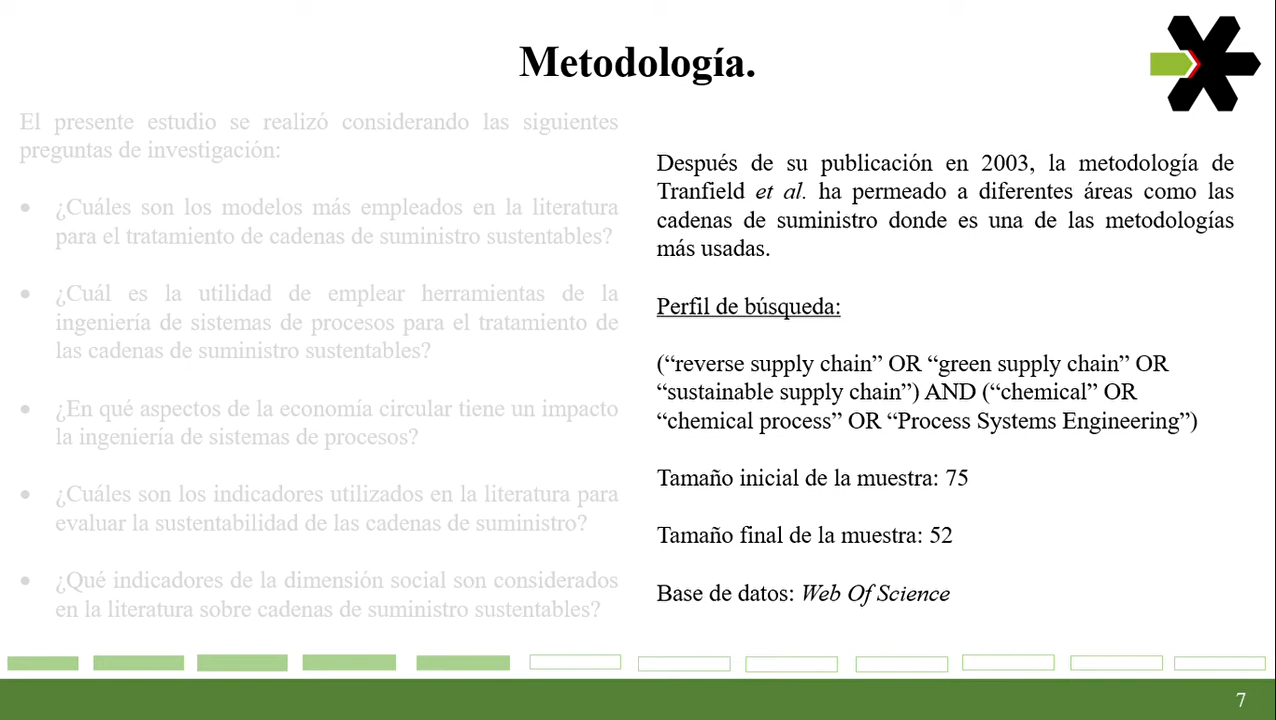 Metodología.
El presente estudio se realizó considerando las siguientes
preguntas de investigación:
• ¿Cuáles son los modelos más empleados en la literatura
para el tratamiento de cadenas de suministro sustentables?
• ¿Cuál es la utilidad de emplear herramientas de la
ingeniería de sistemas de procesos para el tratamiento de
las cadenas de suministro sustentables?
• ¿En qué aspectos de la economía circular tiene un impacto
la ingeniería de sistemas de procesos?
• ¿Cuáles son los indicadores utilizados en la literatura para
evaluar la sustentabilidad de las cadenas de suministro?
• ¿Qué indicadores de la dimensión social son considerados
en la literatura sobre cadenas de suministro sustentables?
Después de su publicación en 2003, la metodología de
Tranfield et al. ha permeado a diferentes áreas como las
cadenas de suministro donde es una de las metodologías
más usadas.
Perfil de búsqueda:
(“reverse supply chain” OR “green supply chain” OR
“sustainable supply chain”) AND (“chemical” OR
“chemical process” OR “Process Systems Engineering”)
Tamaño inicial de la muestra: 75
Tamaño final de la muestra: 52
Base de datos: Web Of Science
7